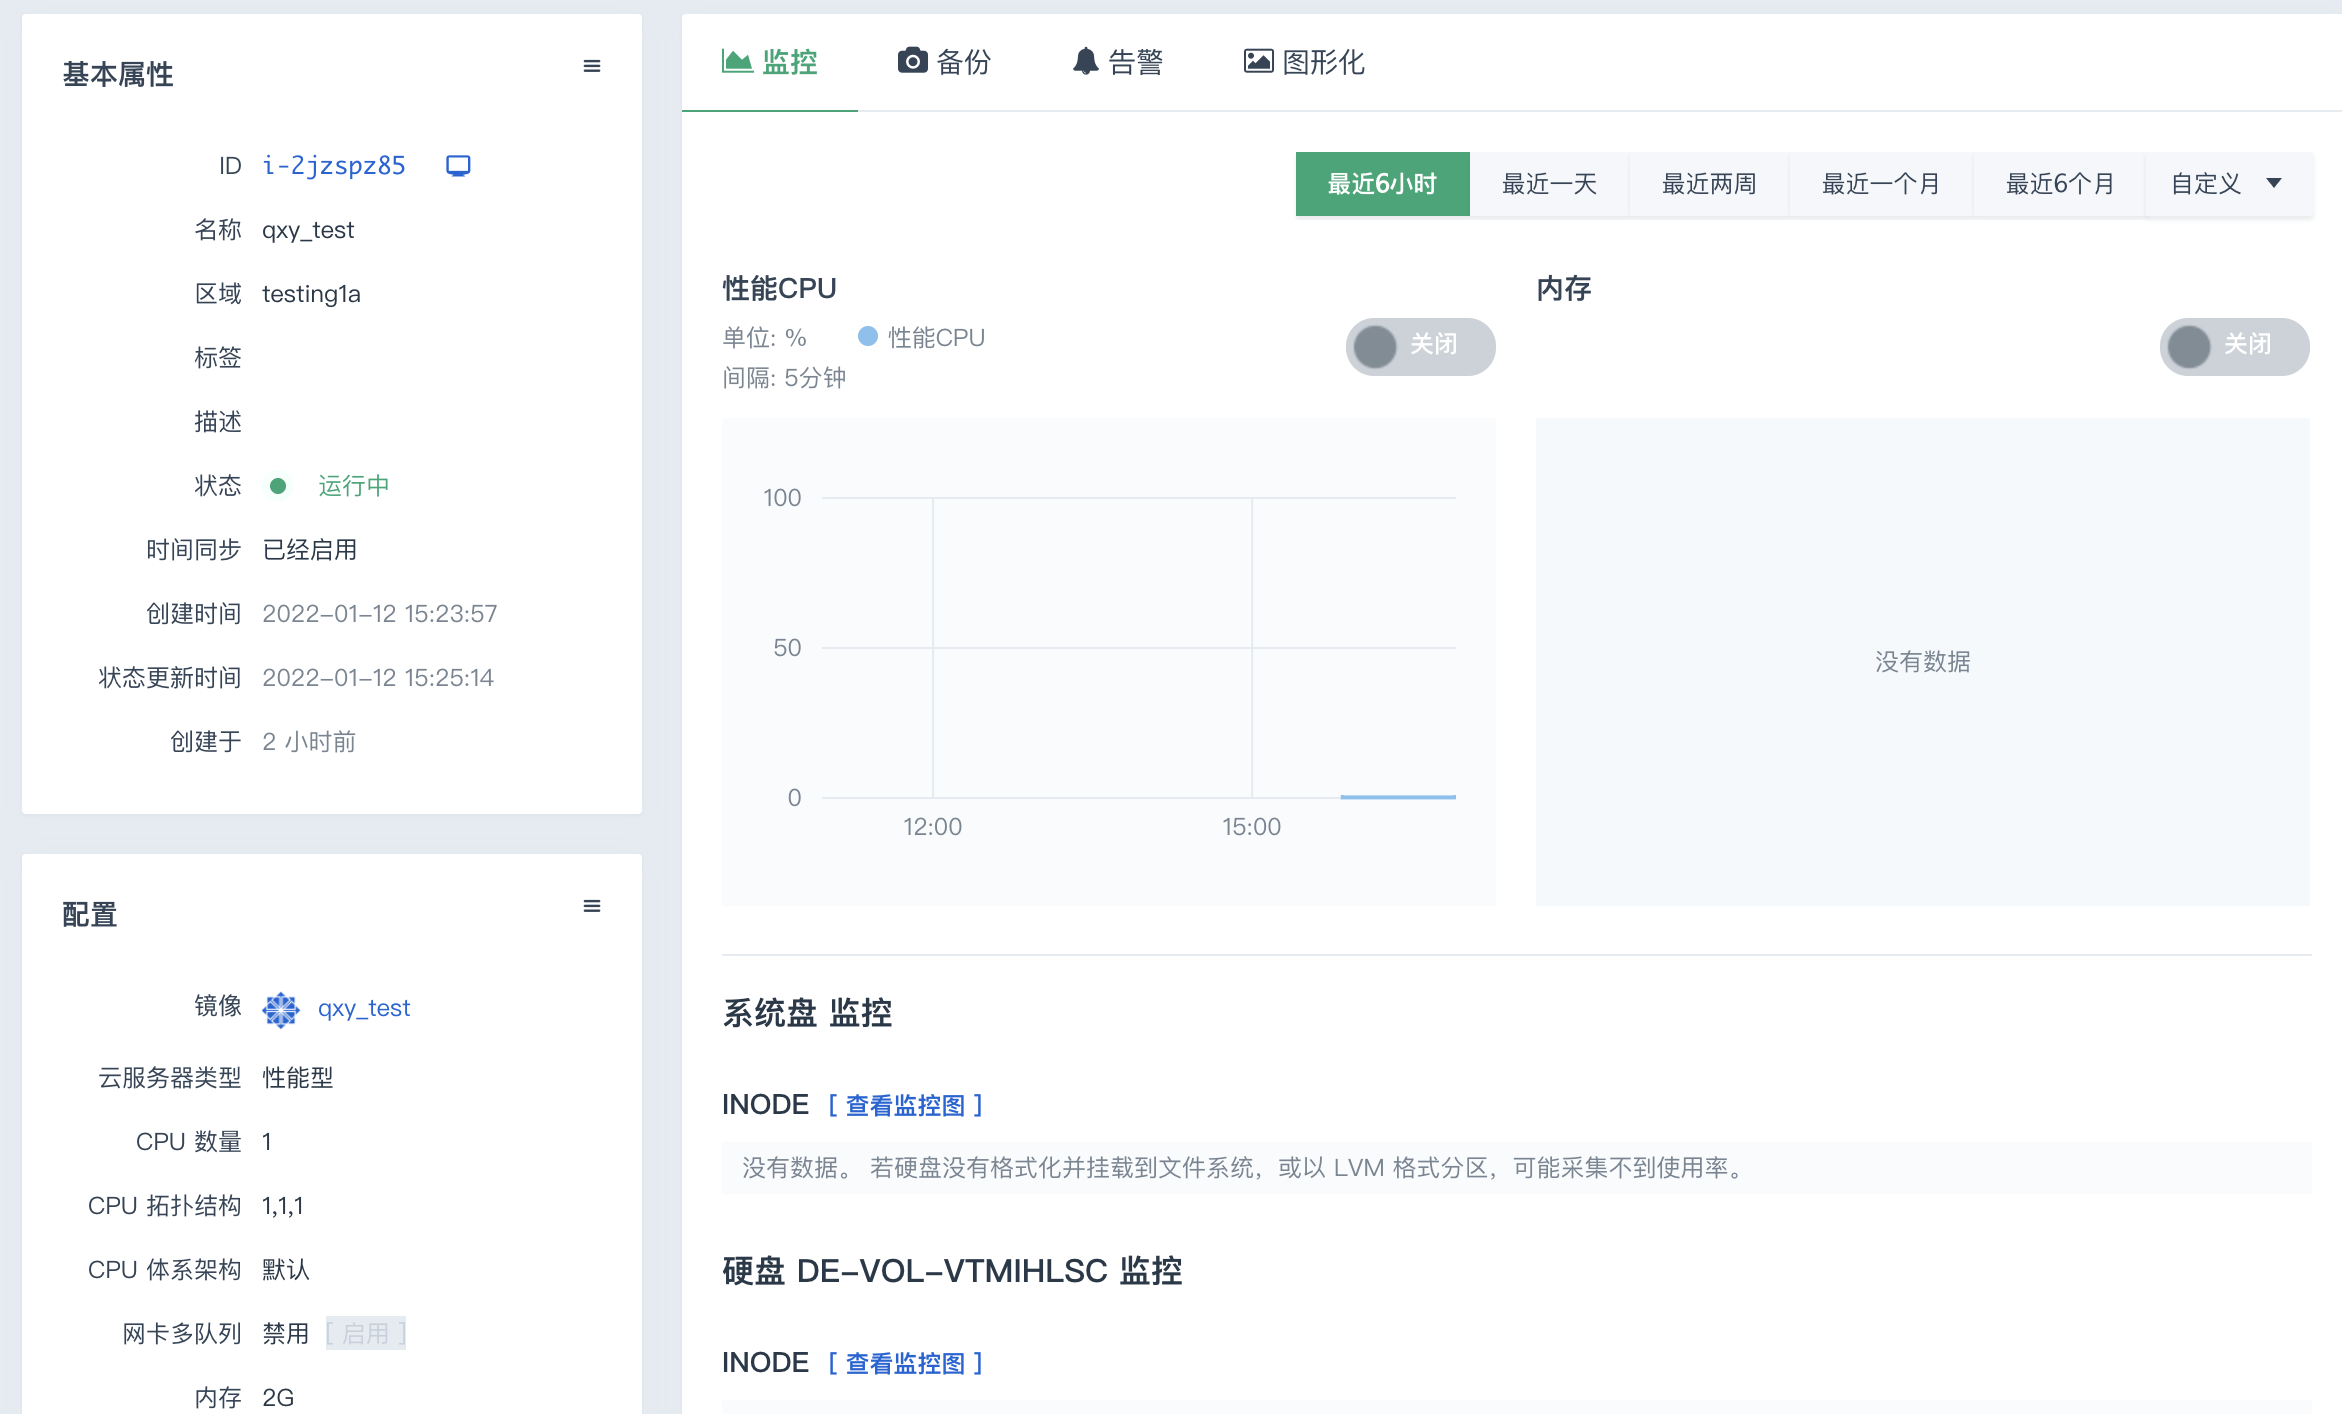 基本属性
ID i-2jzspz85
名称 qxy_test
区域 testing1a
标签
描述
状态 运行中
时间同步 已经启用
创建时间 2022-01-12 15:23:57
状态更新时间 2022-01-12 15:25:14
创建于 2 小时前
配置
镜像 qxy_test
云服务器类型 性能型
CPU 数量 1
CPU 拓扑结构 1,1,1
CPU 体系架构 默认
网卡多队列 禁用 [ 启用 ]
内存 2G
监控 备份 告警 图形化
最近6小时 最近一天 最近两周 最近一个月 最近6个月 自定义
性能CPU
单位: % 性能CPU
间隔: 5分钟
关闭
100
50
0
12:00 15:00
内存
关闭
没有数据
系统盘 监控
INODE [ 查看监控图 ]
没有数据。 若硬盘没有格式化并挂载到文件系统，或以 LVM 格式分区，可能采集不到使用率。
硬盘 DE-VOL-VTMIHLSC 监控
INODE [ 查看监控图 ]